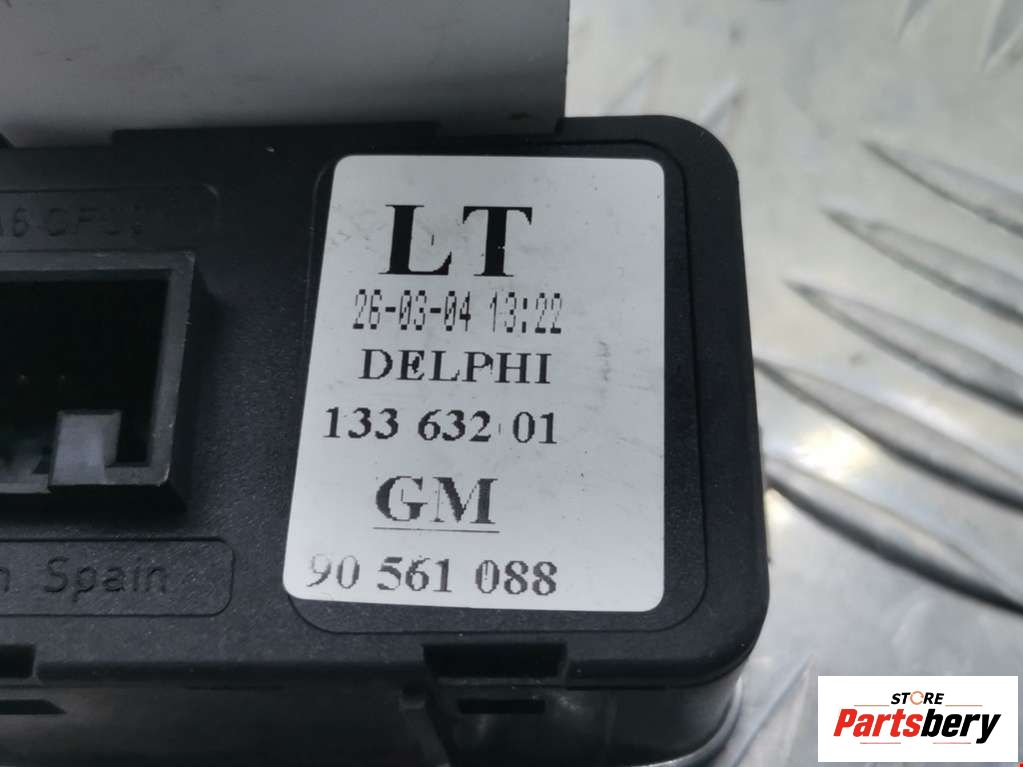 LT
26-03-04 13:22
DELPHI
133 632 01
GM
90 561 088
Spain
STORE
Partsbery